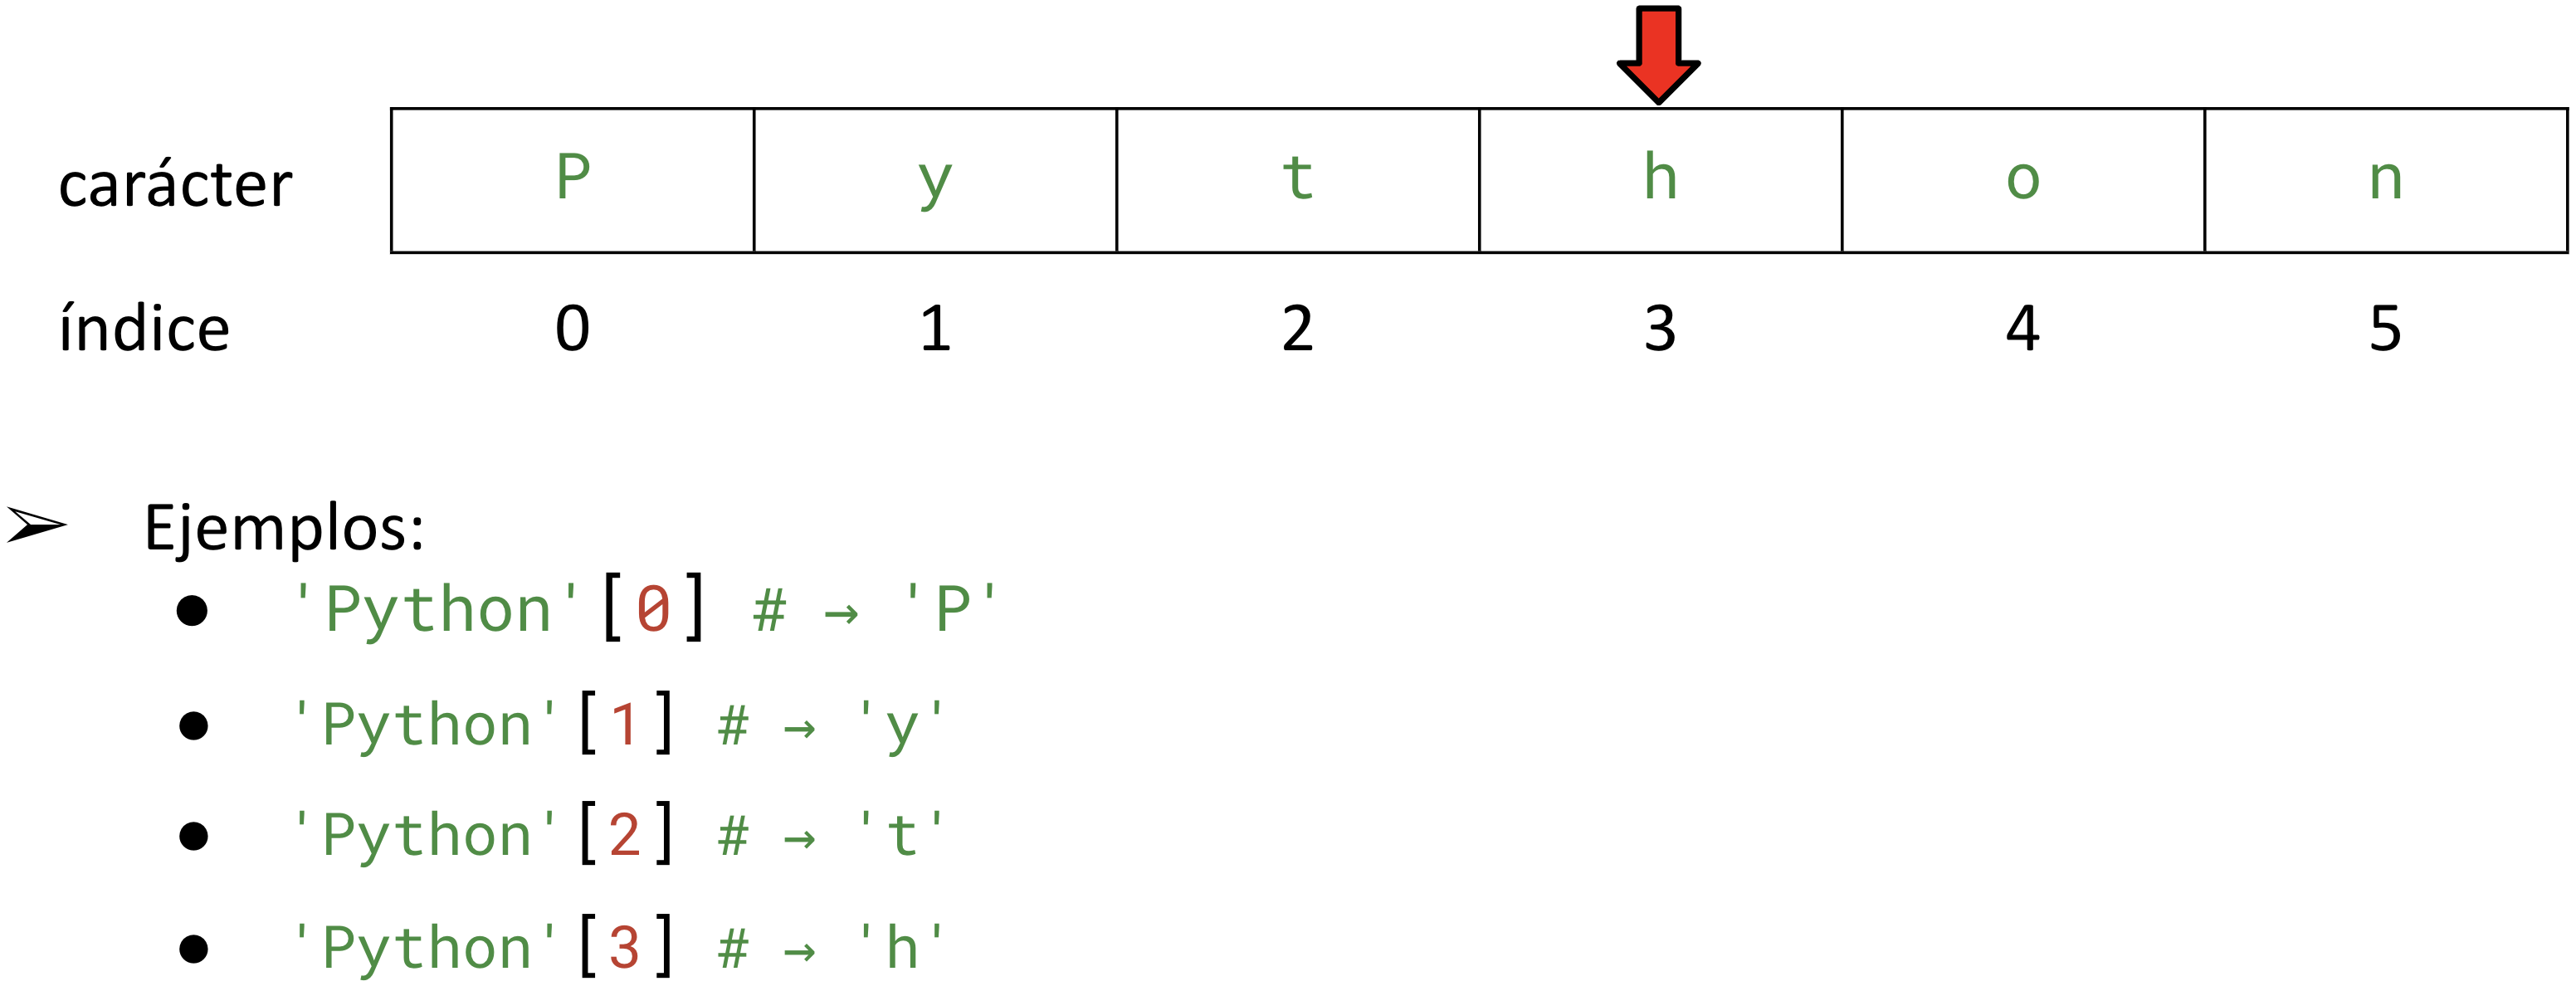 carácter P y t h o n
índice 0 1 2 3 4 5
➢ Ejemplos:
● 'Python'[0] # → 'P'
● 'Python'[1] # → 'y'
● 'Python'[2] # → 't'
● 'Python'[3] # → 'h'